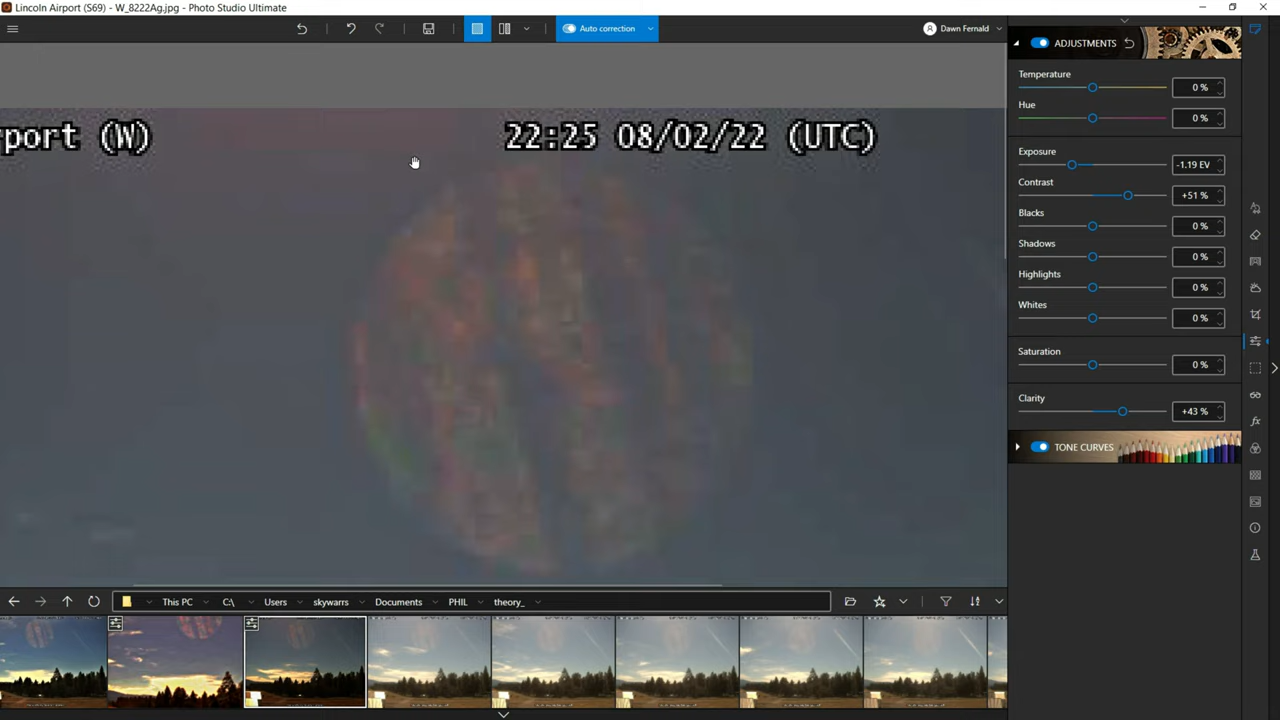 Lincoln Airport (S69) - W_8222Ag.jpg - Photo Studio Ultimate
Auto correction
Dawn Fernald
rport (W)
22:25 08/02/22 (UTC)
ADJUSTMENTS
Temperature
0 %
Hue
0 %
Exposure
-1.19 EV
Contrast
+51 %
Blacks
0 %
Shadows
0 %
Highlights
0 %
Whites
0 %
Saturation
0 %
Clarity
+43 %
TONE CURVES
This PC
C:\
Users
skywarrs
Documents
PHIL
theory_